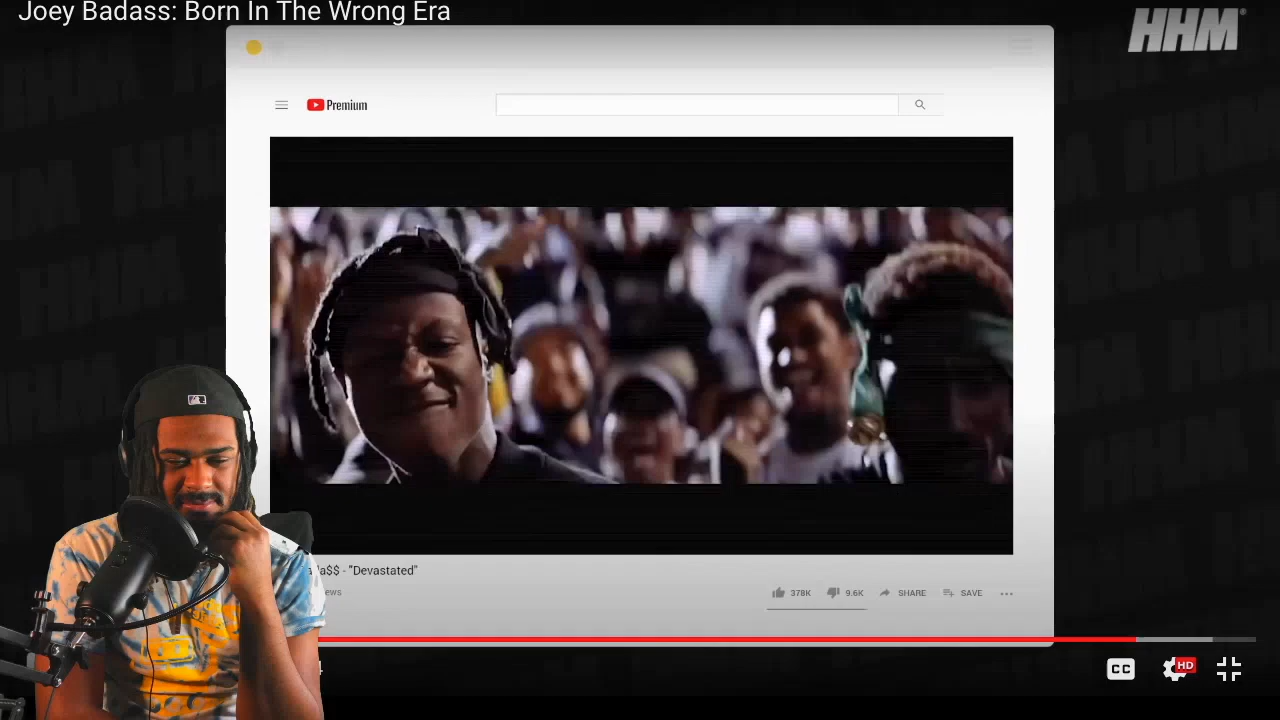 Joey Badass: Born In The Wrong Era
HHM
Premium
a$$ - "Devastated"
378K
9.6K
SHARE
SAVE
CC
HD